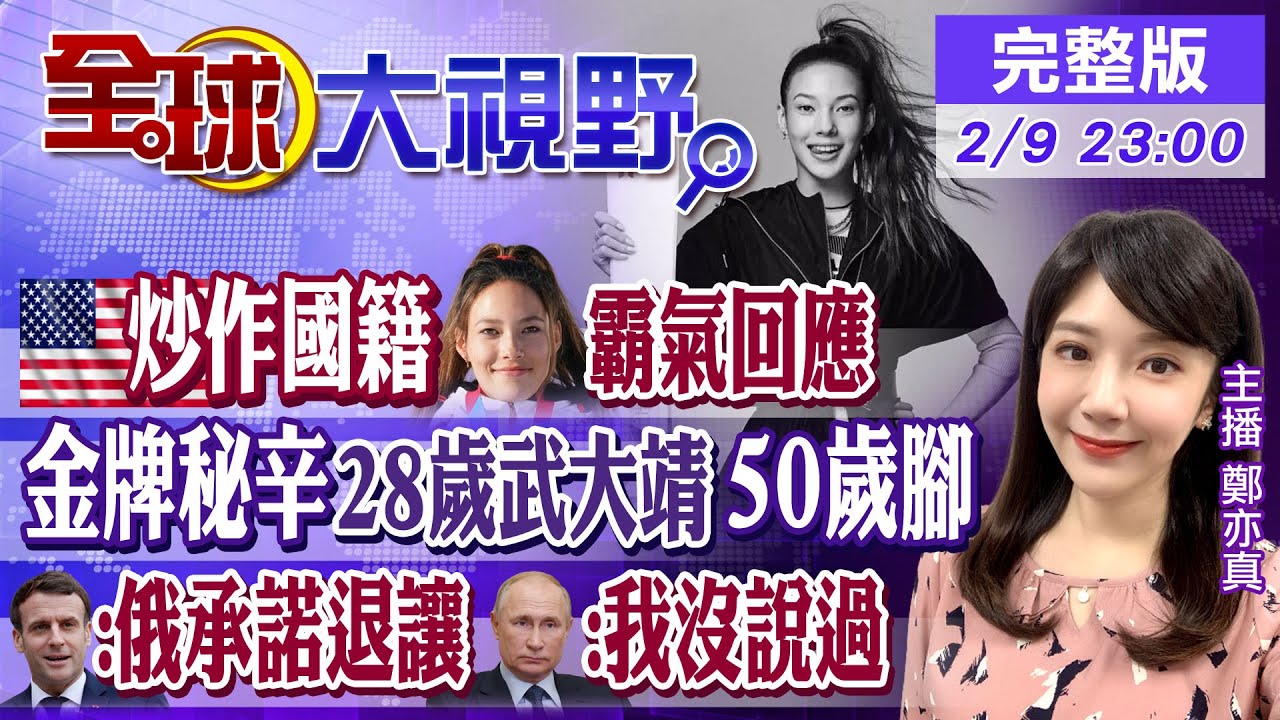 全球大視野
完整版
2/9 23:00
炒作國籍 霸氣回應
金牌秘辛28歲武大靖50歲腳
:俄承諾退讓 :我沒說過
主播 鄭亦真